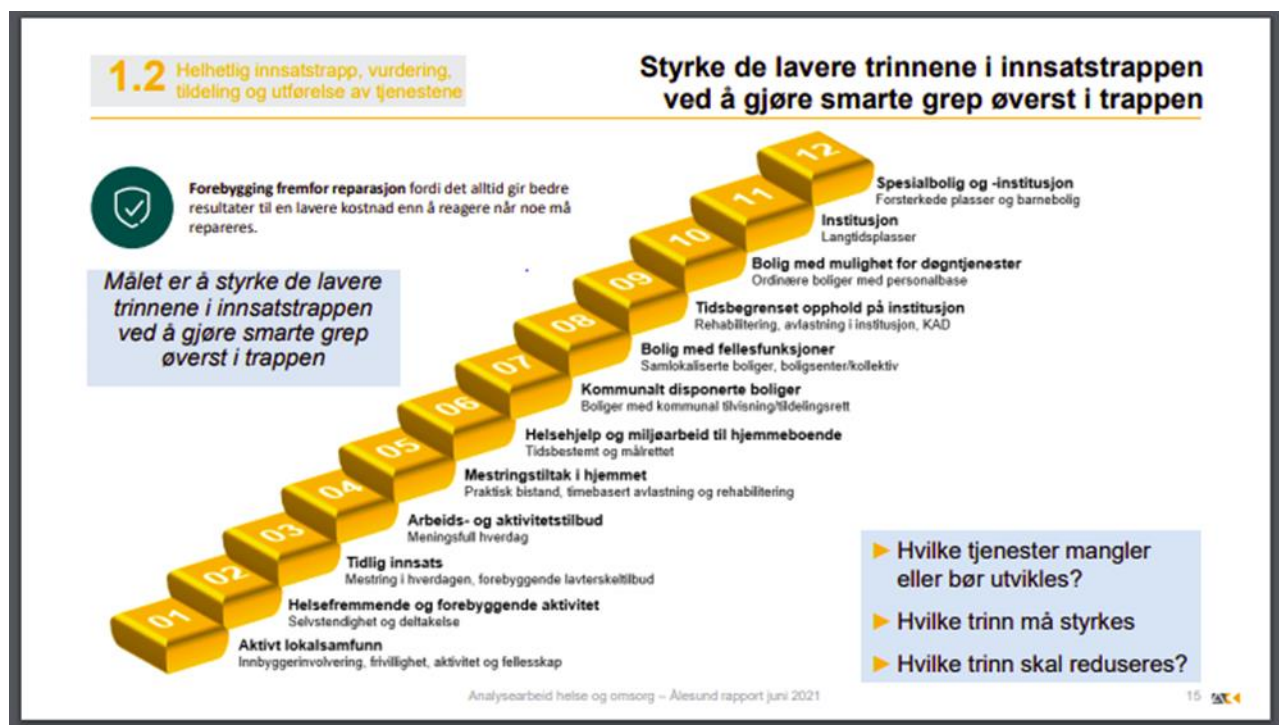 1.2 Helhetlig innsatstrapp, vurdering,
tildeling og utførelse av tjenestene
Styrke de lavere trinnene i innsatstrappen
ved å gjøre smarte grep øverst i trappen
Forebygging fremfor reparasjon fordi det alltid gir bedre
resultater til en lavere kostnad enn å reagere når noe må
repareres.
Målet er å styrke de lavere
trinnene i innsatstrappen
ved å gjøre smarte grep
øverst i trappen
12
Spesialbolig og -institusjon
Forsterkede plasser og barnebolig
11
Institusjon
Langtidsplasser
10
Bolig med mulighet for døgntjenester
Ordinære boliger med personalbase
09
Tidsbegrenset opphold på institusjon
Rehabilitering, avlastning i institusjon, KAD
08
Bolig med fellesfunksjoner
Samlokaliserte boliger, boligsenter/kollektiv
07
Kommunalt disponerte boliger
Boliger med kommunal tilvisning/tildelingsrett
06
Helsehjelp og miljøarbeid til hjemmeboende
Tidsbestemt og målrettet
05
Mestringstiltak i hjemmet
Praktisk bistand, timebasert avlastning og rehabilitering
04
Arbeids- og aktivitetstilbud
Meningsfull hverdag
03
Tidlig innsats
Mestring i hverdagen, forebyggende lavterskeltilbud
02
Helsefremmende og forebyggende aktivitet
Selvstendighet og deltakelse
01
Aktivt lokalsamfunn
Innbyggerinvolvering, frivillighet, aktivitet og fellesskap
Hvilke tjenester mangler
eller bør utvikles?
Hvilke trinn må styrkes
Hvilke trinn skal reduseres?
Analysearbeid helse og omsorg – Ålesund rapport juni 2021
15